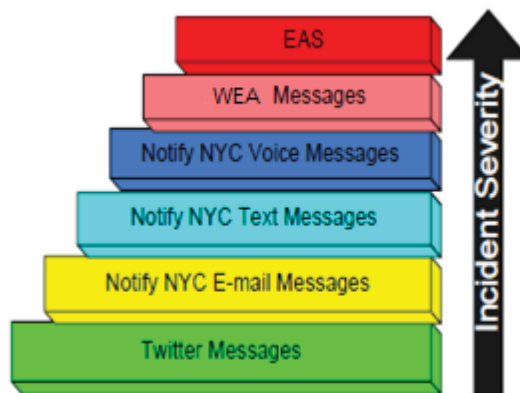 EAS
WEA Messages
Notify NYC Voice Messages
Notify NYC Text Messages
Notify NYC E-mail Messages
Twitter Messages
Incident Severity